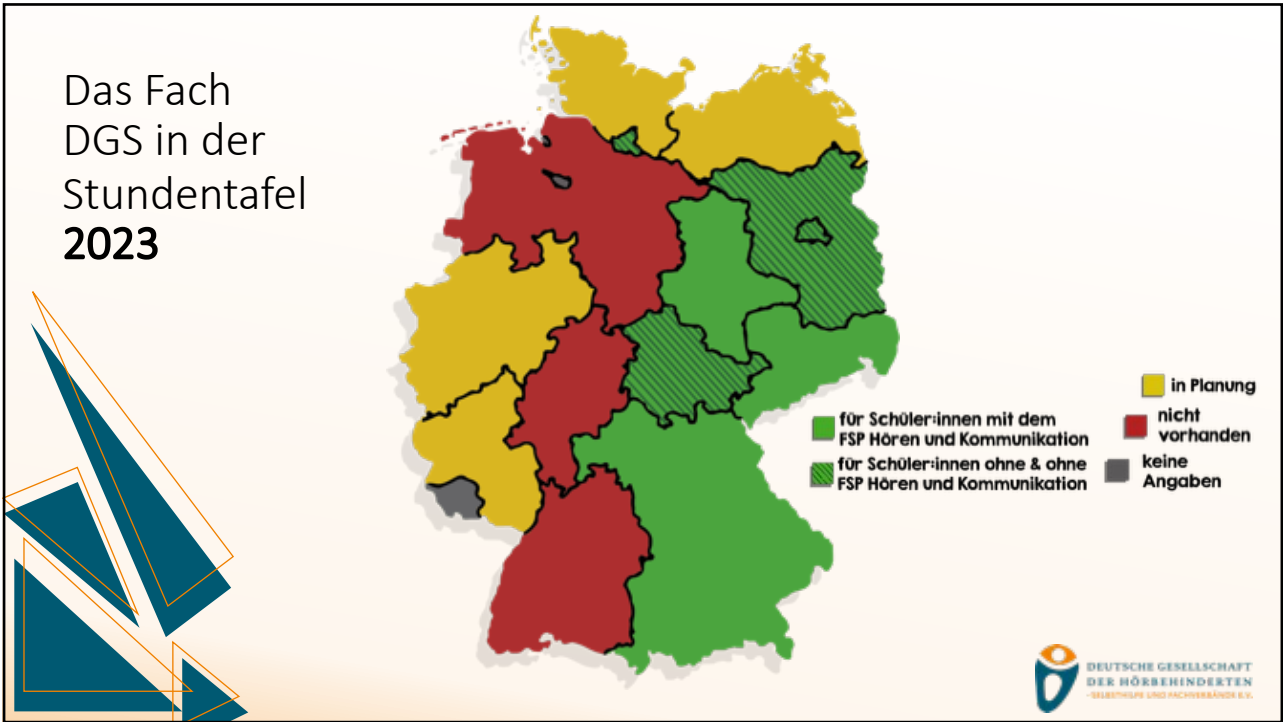 Das Fach
DGS in der
Stundentafel
2023
in Planung
für Schüler:innen mit dem
FSP Hören und Kommunikation
nicht
vorhanden
für Schüler:innen ohne & ohne
FSP Hören und Kommunikation
keine
Angaben
DEUTSCHE GESELLSCHAFT
DER HÖRBEHINDERTEN
- SELBSTHILFE UND FACHVERBÄNDE E.V.